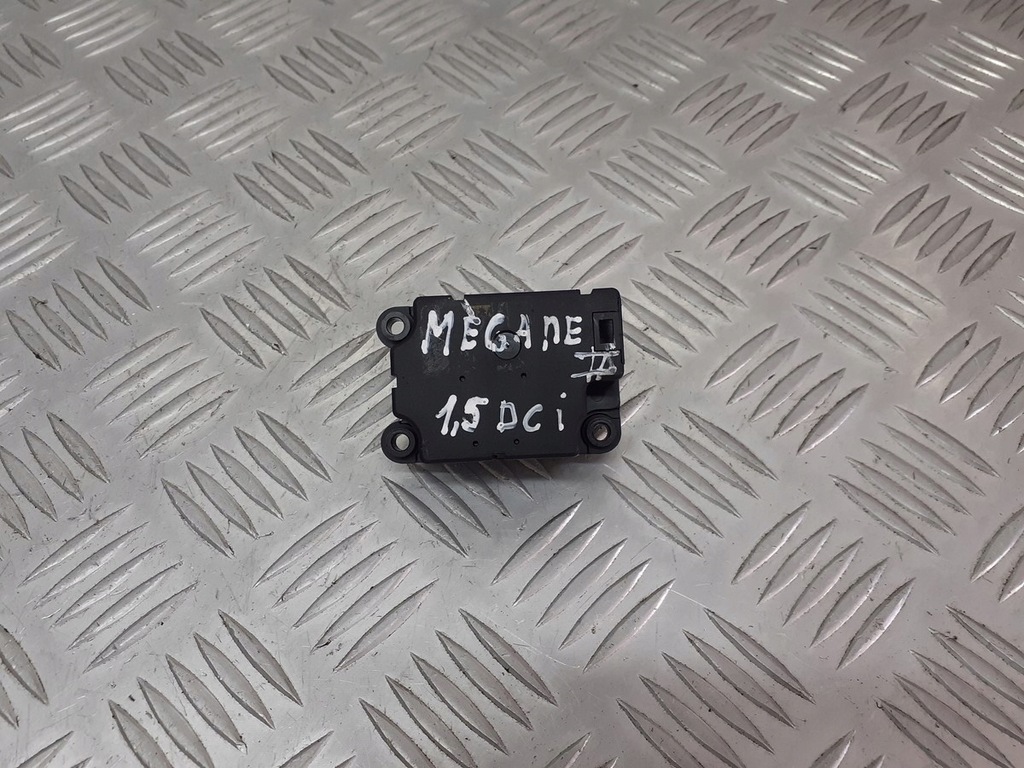 MEGANE
II
1,5 DCi